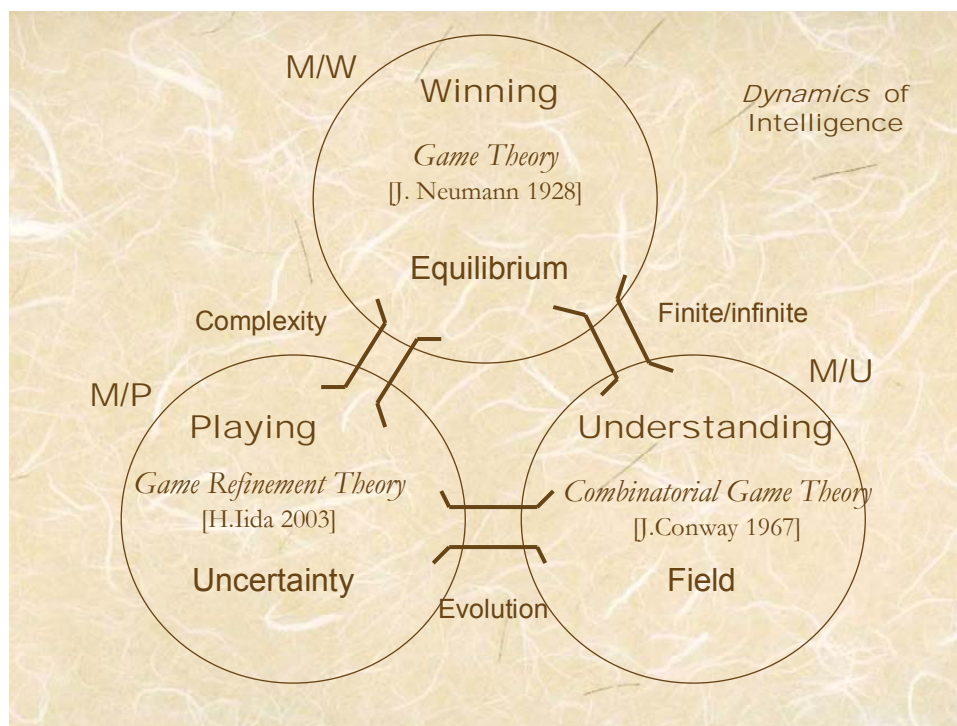 M/W
Winning
Dynamics of
Intelligence
Game Theory
[J. Neumann 1928]
Equilibrium
Complexity
Finite/infinite
M/P
M/U
Playing
Understanding
Game Refinement Theory
[H.Iida 2003]
Combinatorial Game Theory
[J.Conway 1967]
Uncertainty
Field
Evolution